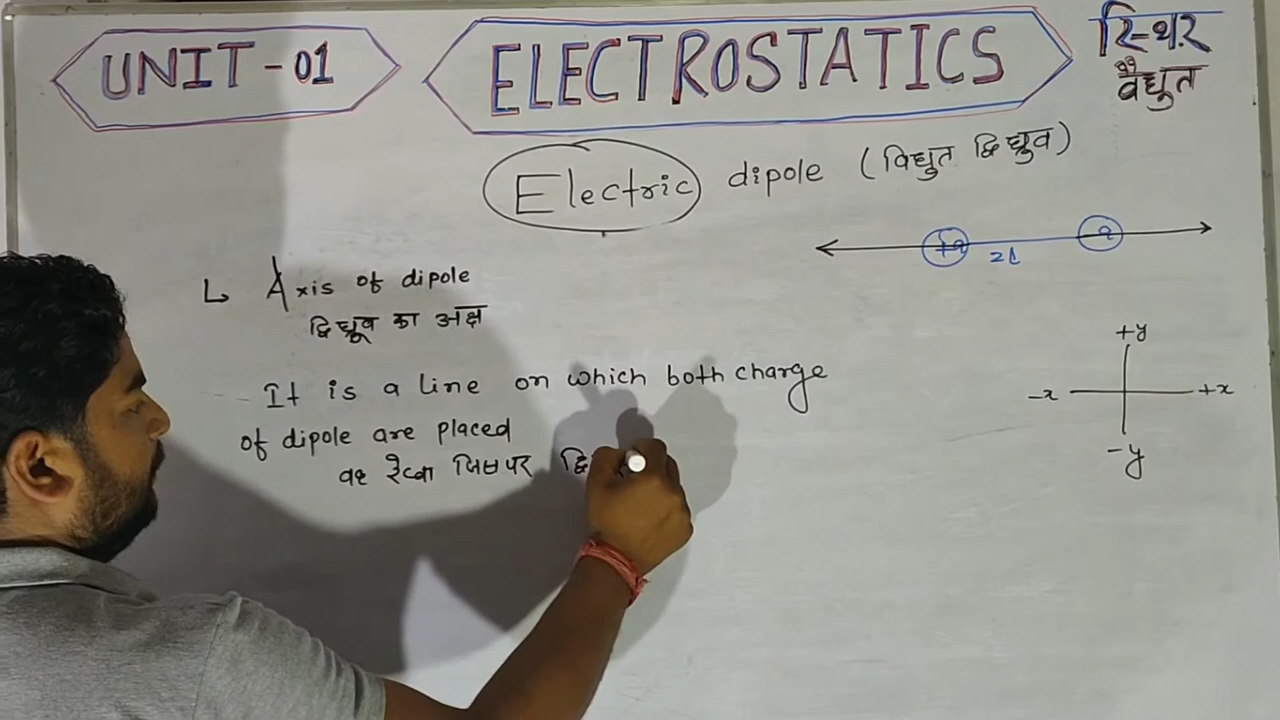 UNIT-01
ELECTROSTATICS
स्थिर
वैद्युत
Electric dipole (विद्युत द्विध्रुव)
+q 2l
↳ Axis of dipole
द्विध्रूव का अक्ष
It is a line on which both charge
of dipole are placed
वह रेखा जिसपर द्वि
+y
-x +x
-y